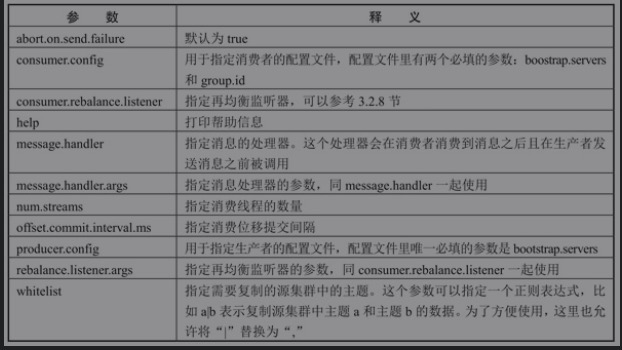 参 数 释 义
abort.on.send.failure 默认为 true
consumer.config 用于指定消费者的配置文件，配置文件里有两个必填的参数：boostrap.servers
和 group.id
consumer.rebalance.listener 指定再均衡监听器，可以参考 3.2.8 节
help 打印帮助信息
message.handler 指定消息的处理器。这个处理器会在消费者消费到消息之后且在生产者发
送消息之前被调用
message.handler.args 指定消息处理器的参数，同 message.handler 一起使用
num.streams 指定消费线程的数量
offset.commit.interval.ms 指定消费位移提交间隔
producer.config 用于指定生产者的配置文件，配置文件里唯一必填的参数是 bootstrap.servers
rebalance.listener.args 指定再均衡监听器的参数，同 consumer.rebalance.listener 一起使用
whitelist 指定需要复制的源集群中的主题。这个参数可以指定一个正则表达式，比
如 a|b 表示复制源集群中主题 a 和主题 b 的数据。为了方便使用，这里也允
许将“|”替换为“,”